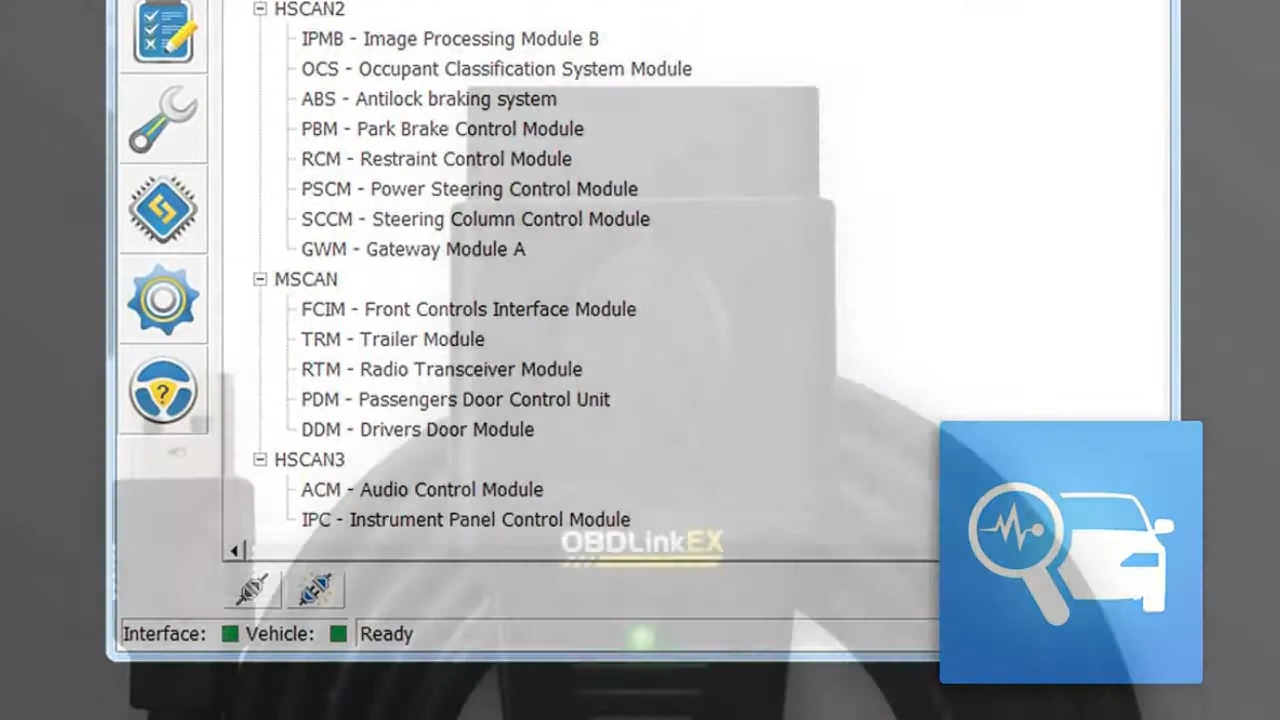 HSCAN2
IPMB - Image Processing Module B
OCS - Occupant Classification System Module
ABS - Antilock braking system
PBM - Park Brake Control Module
RCM - Restraint Control Module
PSCM - Power Steering Control Module
SCCM - Steering Column Control Module
GWM - Gateway Module A
MSCAN
FCIM - Front Controls Interface Module
TRM - Trailer Module
RTM - Radio Transceiver Module
PDM - Passengers Door Control Unit
DDM - Drivers Door Module
HSCAN3
ACM - Audio Control Module
IPC - Instrument Panel Control Module
OBDLinkEX
Interface: Vehicle: Ready